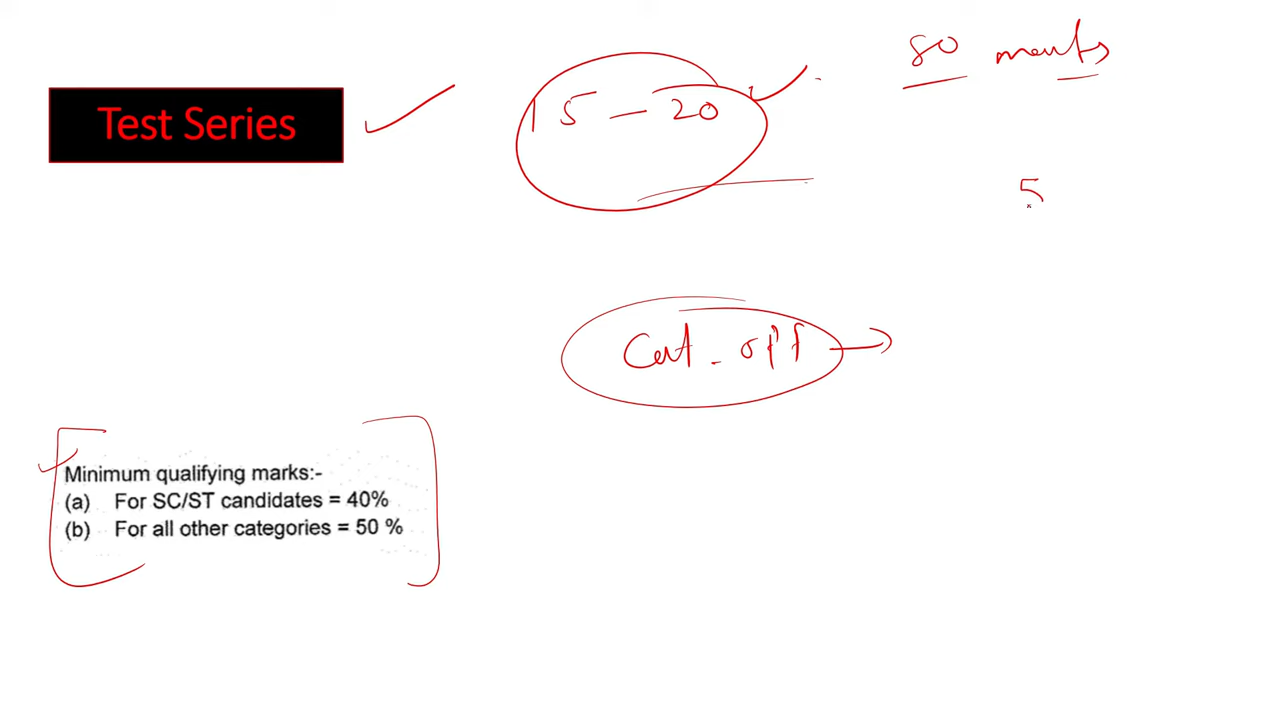 80 marks
Test Series
15 - 20
5
Cut-off →
Minimum qualifying marks:-
(a) For SC/ST candidates = 40%
(b) For all other categories = 50 %